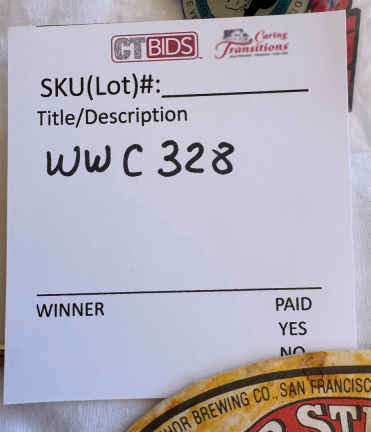 CTBIDS
Caring
Transitions
SKU(Lot)#:
Title/Description
WWC 328
WINNER PAID
YES
NO
BREWING CO., SAN FRANCISC